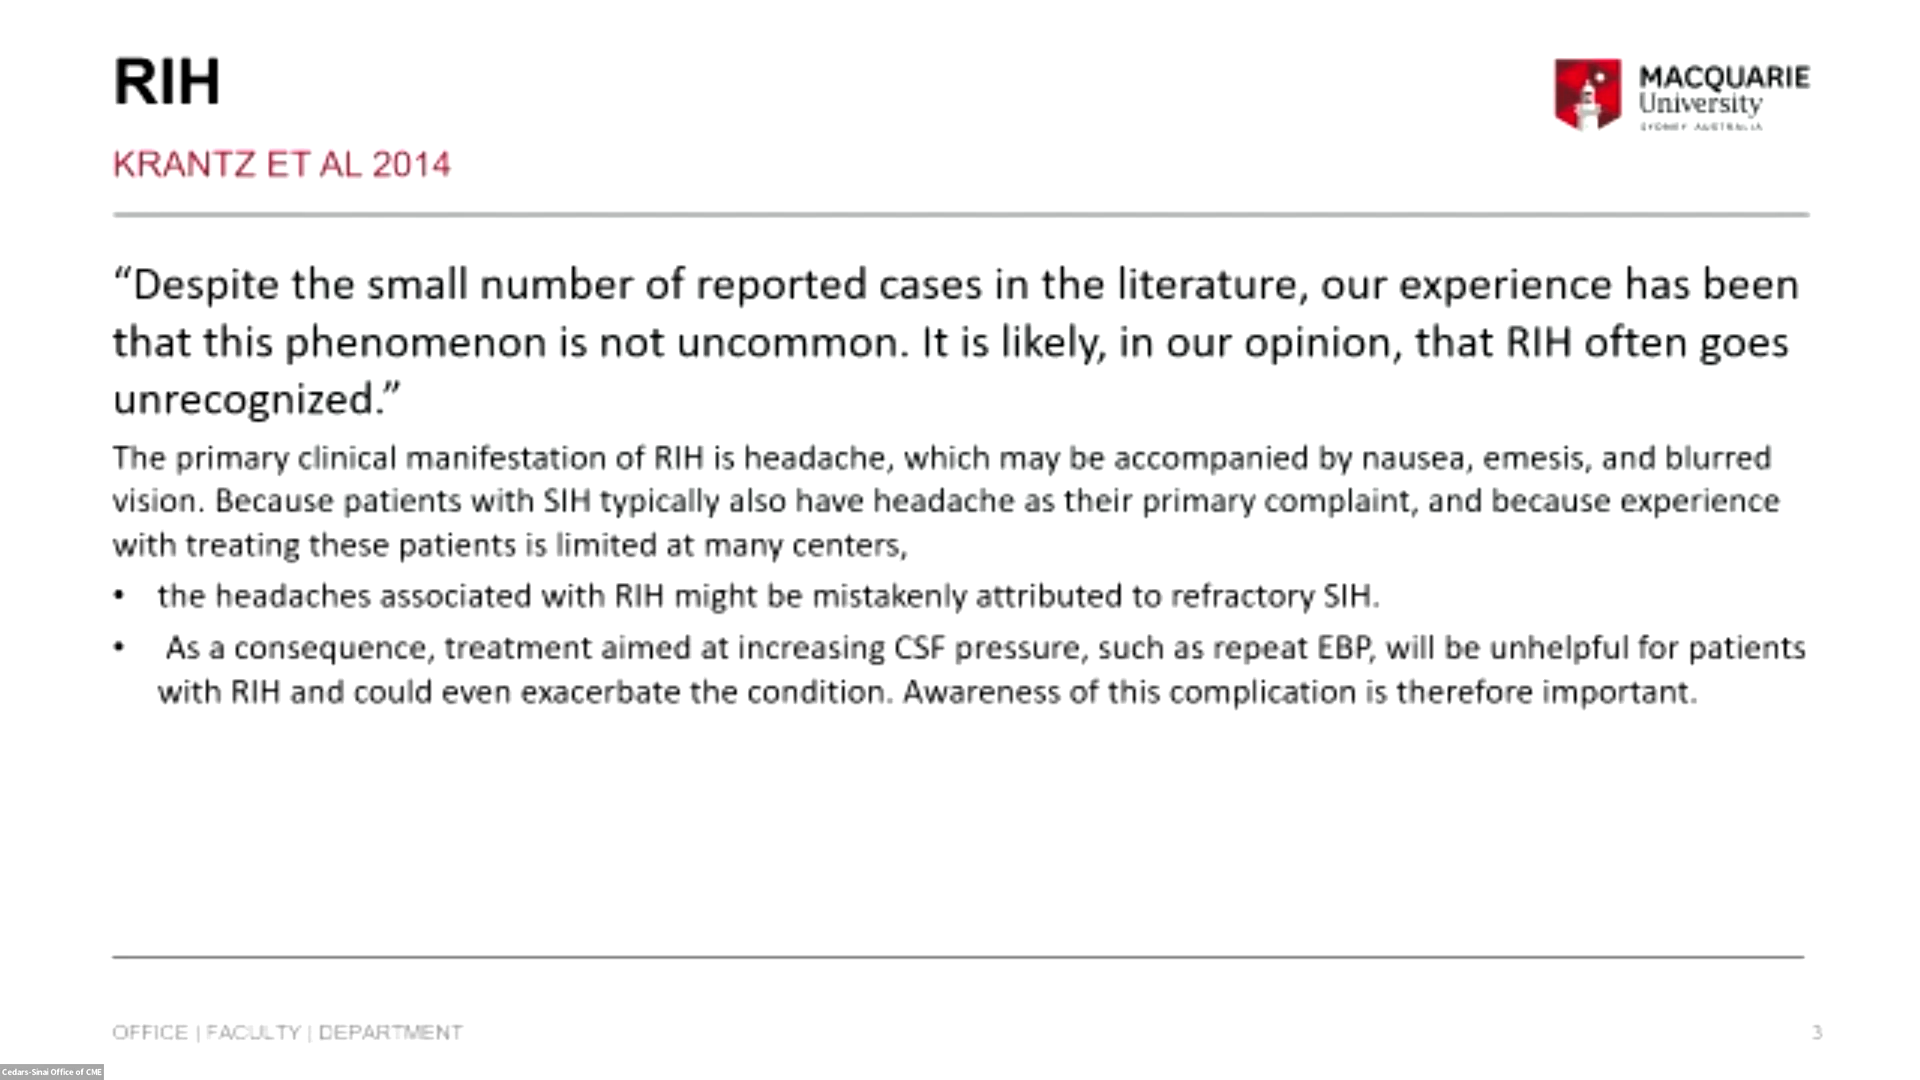 RIH
MACQUARIE
University
SYDNEY · AUSTRALIA
KRANTZ ET AL 2014
“Despite the small number of reported cases in the literature, our experience has been
that this phenomenon is not uncommon. It is likely, in our opinion, that RIH often goes
unrecognized.”
The primary clinical manifestation of RIH is headache, which may be accompanied by nausea, emesis, and blurred
vision. Because patients with SIH typically also have headache as their primary complaint, and because experience
with treating these patients is limited at many centers,
• the headaches associated with RIH might be mistakenly attributed to refractory SIH.
• As a consequence, treatment aimed at increasing CSF pressure, such as repeat EBP, will be unhelpful for patients
with RIH and could even exacerbate the condition. Awareness of this complication is therefore important.
OFFICE | FACULTY | DEPARTMENT
3
Cedars-Sinai Office of CME